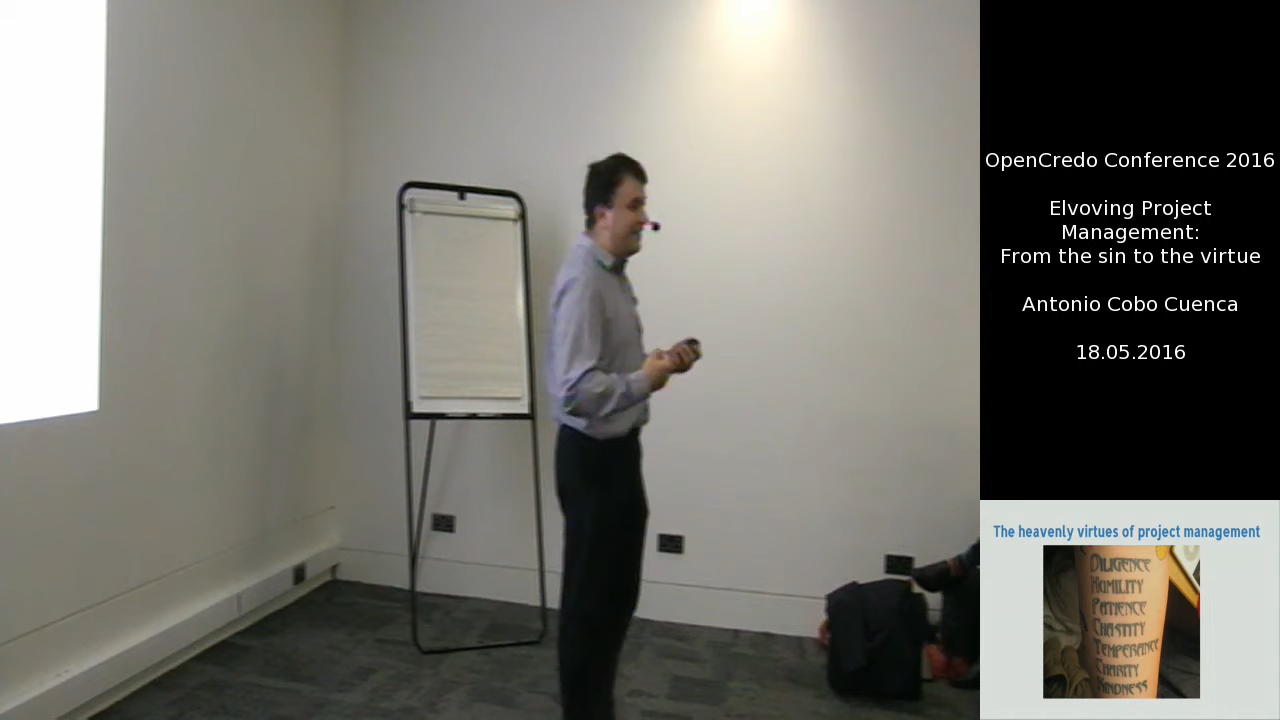 OpenCredo Conference 2016
Elvoving Project
Management:
From the sin to the virtue
Antonio Cobo Cuenca
18.05.2016
The heavenly virtues of project management
DILIGENCE
HUMILITY
PATIENCE
CHASTITY
TEMPERANCE
CHARITY
KINDNESS